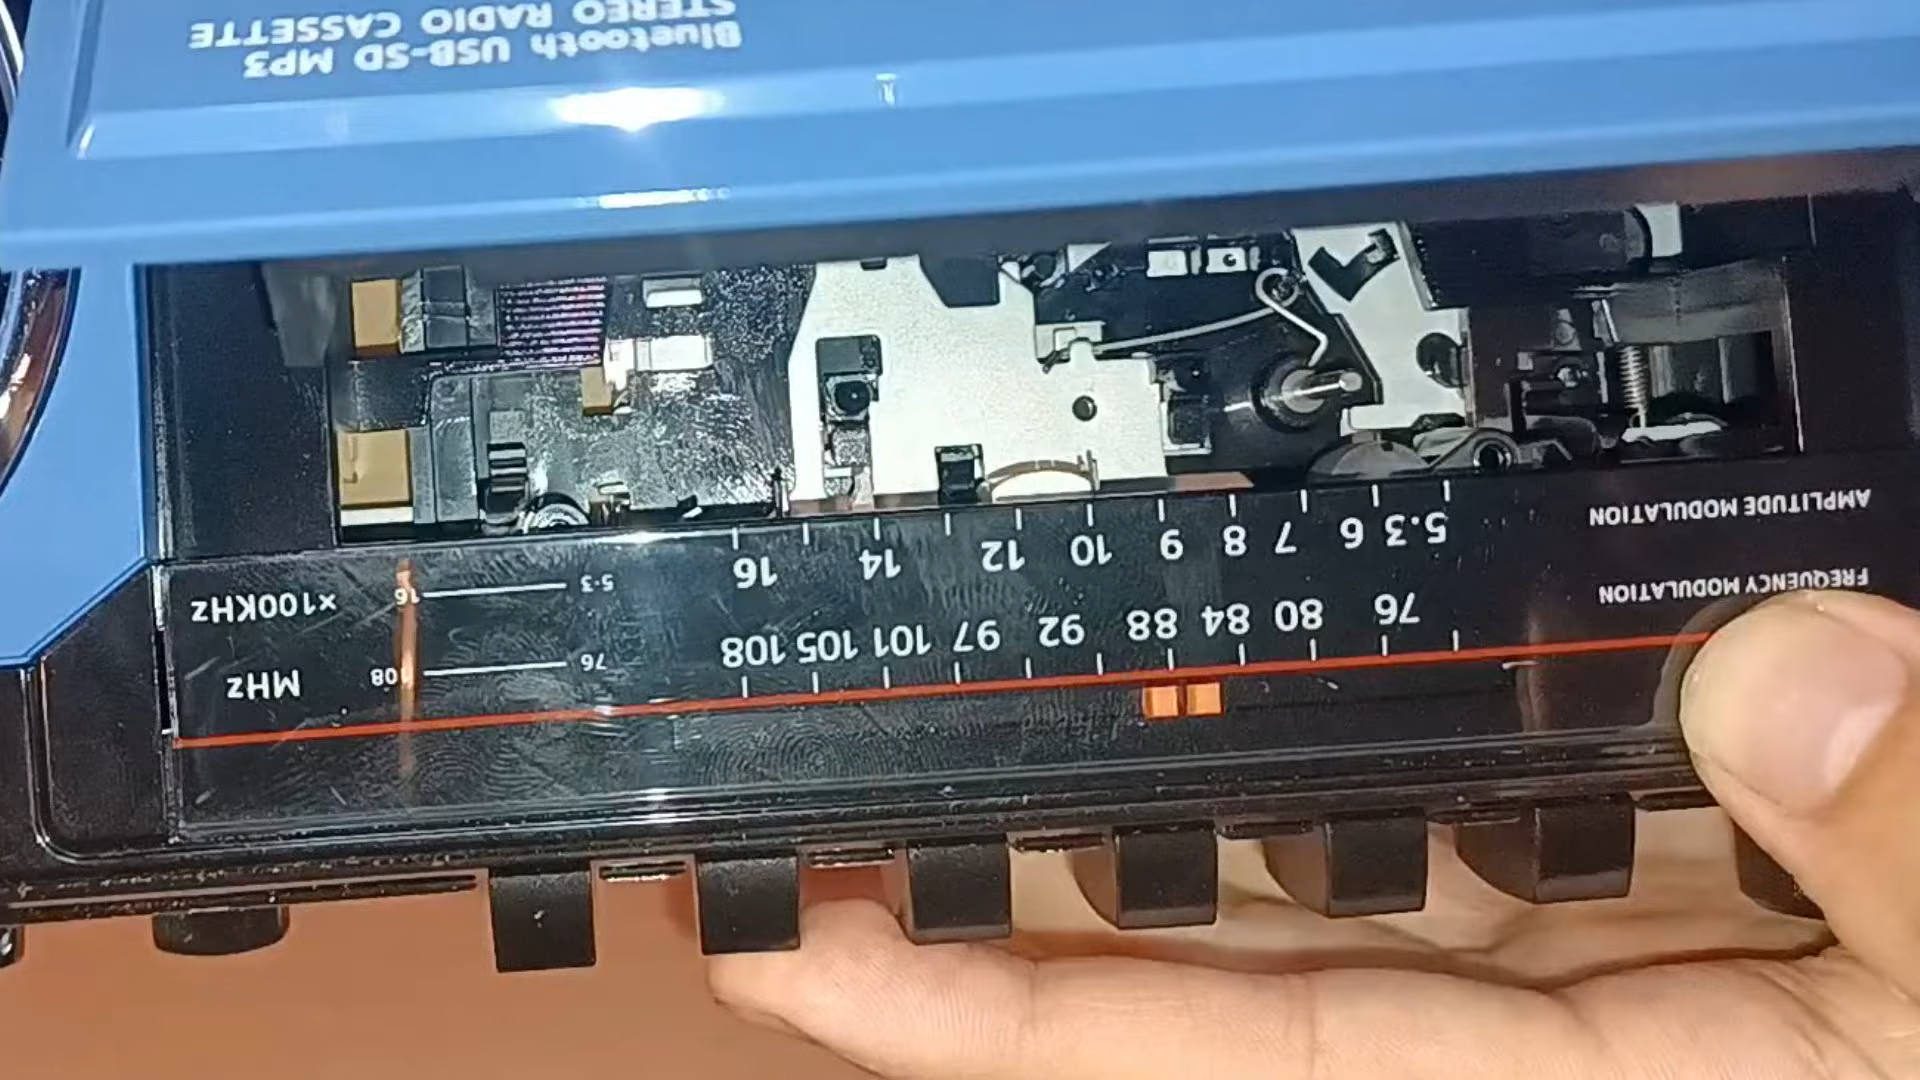 FREQUENCY MODULATION 76 80 84 88 92 97 101 105 108 76 108 MHz
AMPLITUDE MODULATION 5.3 6 7 8 9 10 12 14 16 5.3 16 ×100KHz
Bluetooth USB-SD MP3
STEREO RADIO CASSETTE